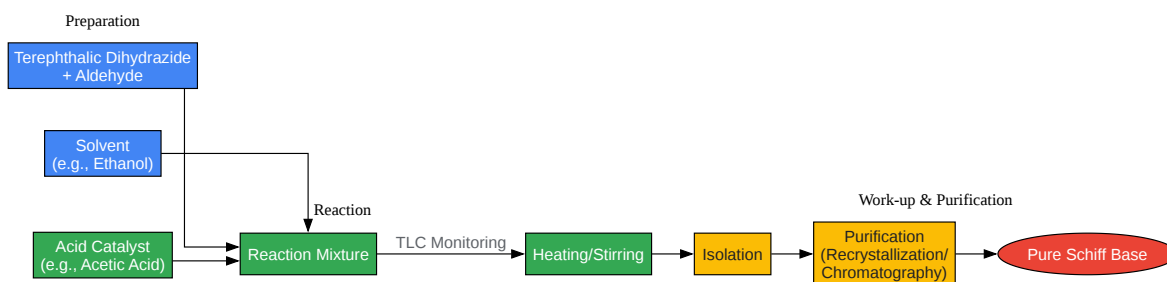 Preparation
Terephthalic Dihydrazide
+ Aldehyde
Solvent
(e.g., Ethanol)
Acid Catalyst
(e.g., Acetic Acid)
Reaction
Reaction Mixture
TLC Monitoring
Heating/Stirring
Isolation
Work-up & Purification
Purification
(Recrystallization/
Chromatography)
Pure Schiff Base